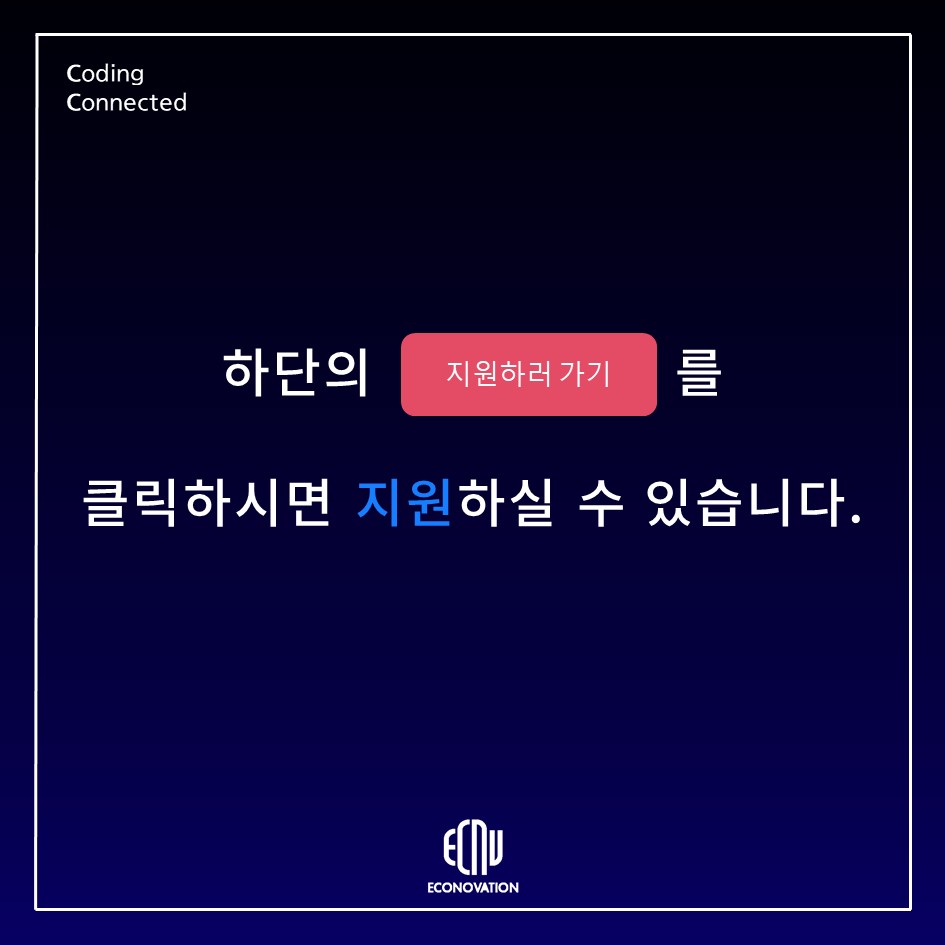 Coding
Connected
하단의 지원하러 가기 를
클릭하시면 지원하실 수 있습니다.
ECNV
ECONOVATION